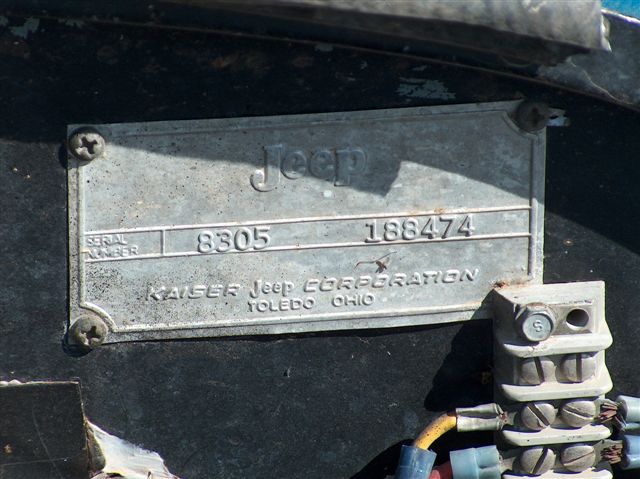 Jeep
SERIAL NUMBER 8305 188474
KAISER Jeep CORPORATION
TOLEDO OHIO
S